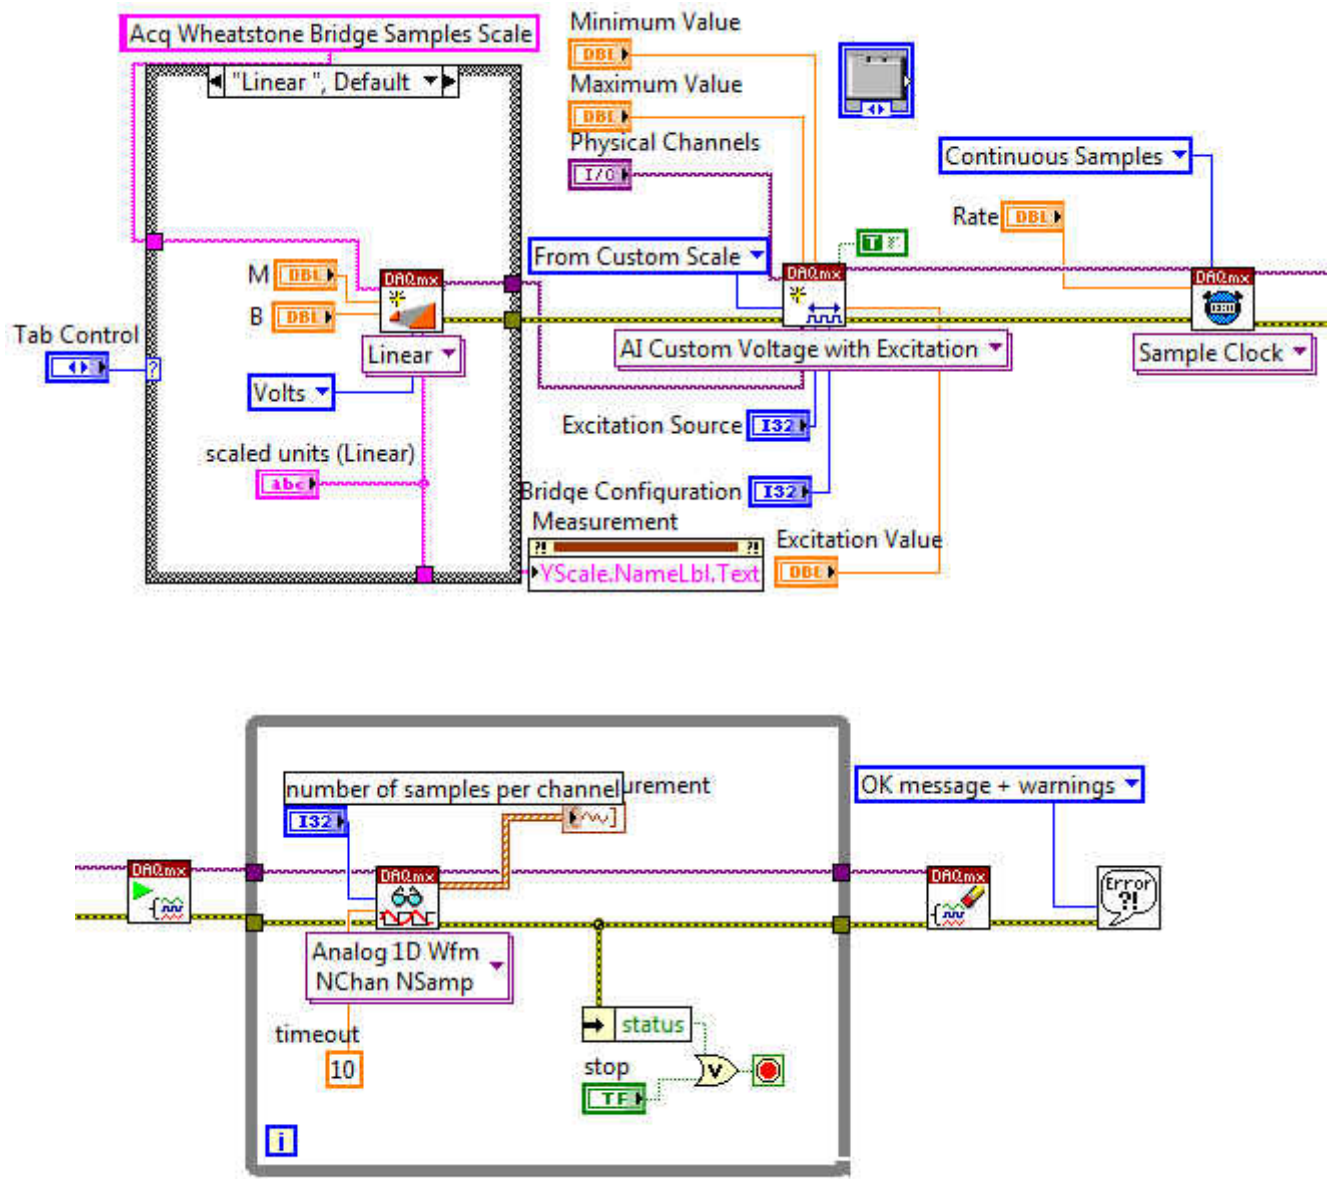 Acq Wheatstone Bridge Samples Scale
"Linear ", Default
Minimum Value
DBL
Maximum Value
DBL
Physical Channels
I/O
Continuous Samples
Rate DBL
From Custom Scale
T
DAQmx
DAQmx
DAQmx
M DBL
B DBL
Tab Control
?
Linear
Volts
AI Custom Voltage with Excitation
Sample Clock
Excitation Source I32
scaled units (Linear)
abc
Bridge Configuration I32
Measurement
?! ?!
YScale.NameLbl.Text
Excitation Value
DBL
number of samples per channel
urement
I32
OK message + warnings
DAQmx
DAQmx
DAQmx
Error
?!
Analog 1D Wfm
NChan NSamp
timeout
10
status
stop
TF
V
i